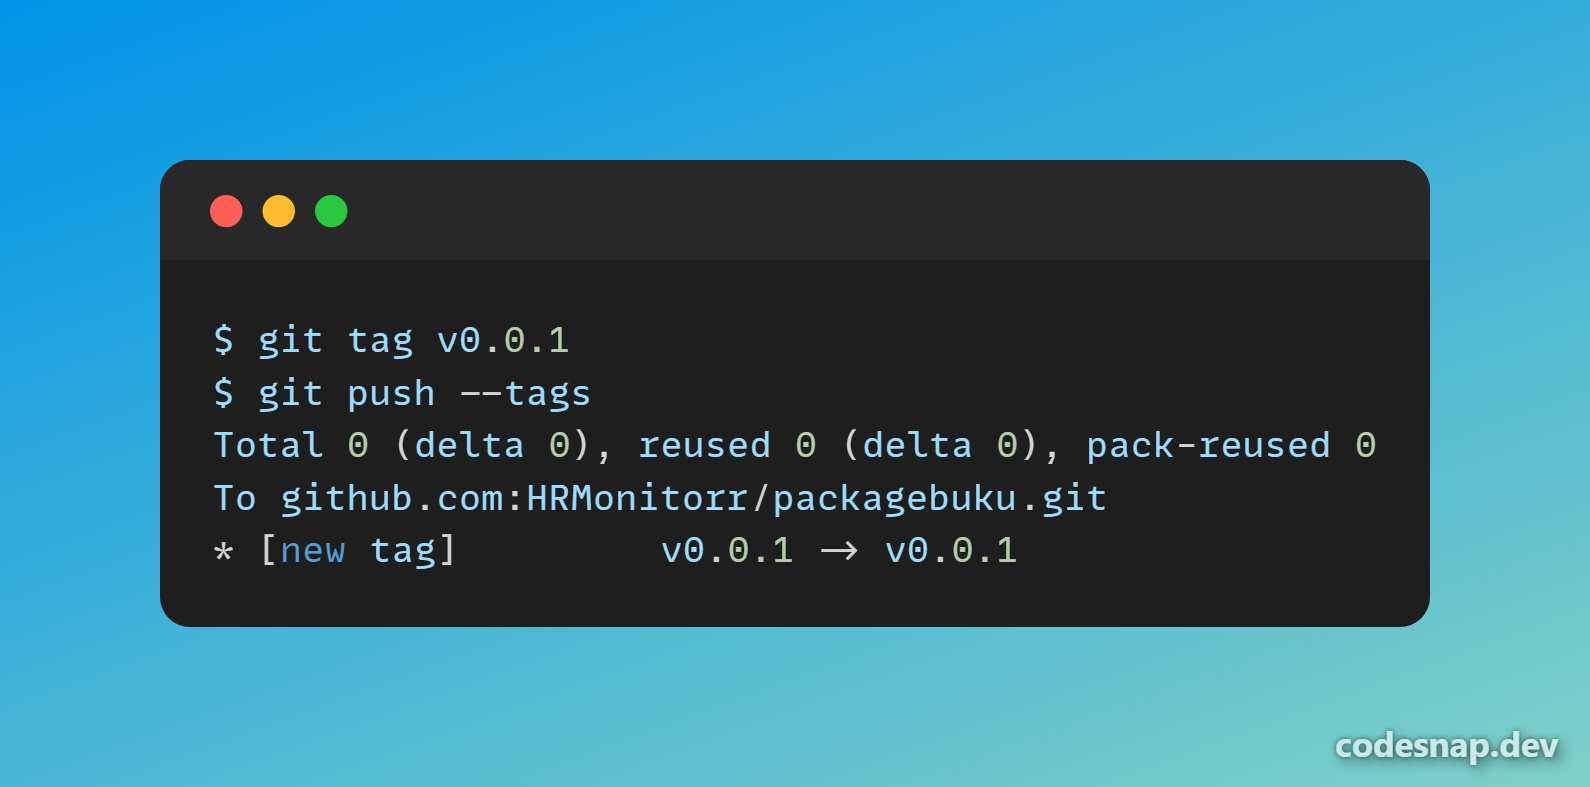 $ git tag v0.0.1
$ git push --tags
Total 0 (delta 0), reused 0 (delta 0), pack-reused 0
To github.com:HRMonitorr/packagebuku.git
* [new tag]         v0.0.1 -> v0.0.1
codesnap.dev